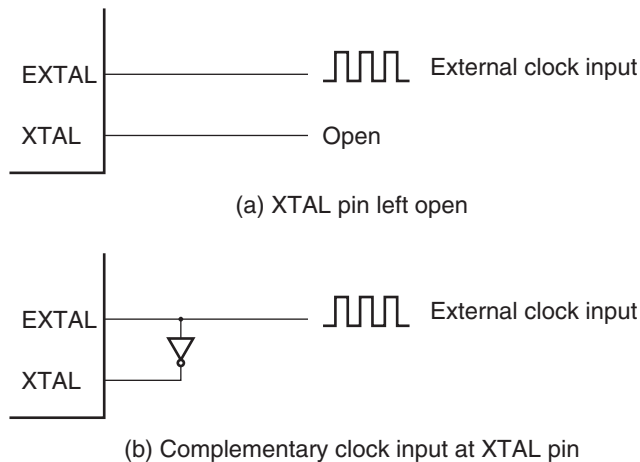 EXTAL
External clock input
XTAL
Open
(a) XTAL pin left open
EXTAL
External clock input
XTAL
(b) Complementary clock input at XTAL pin